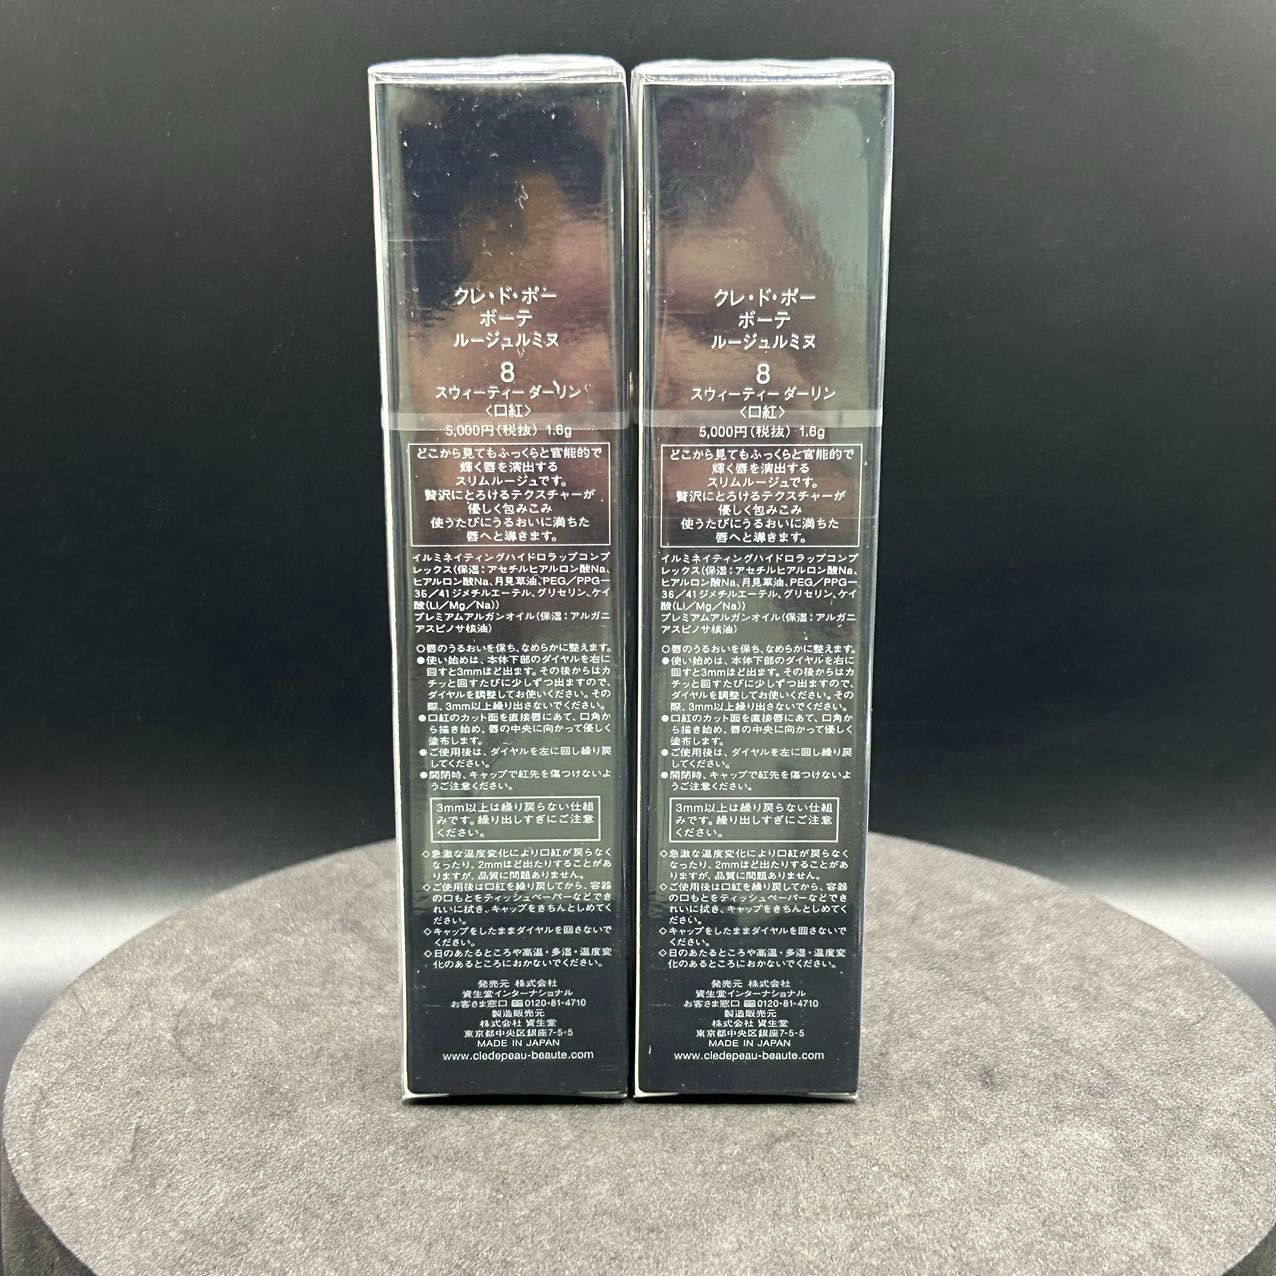 クレ・ド・ポー
ボーテ
ルージュルミヌ
8
スウィーティー ダーリン
〈口紅〉
5,000円(税抜) 1.6g
どこから見てもふっくらと官能的で
輝く唇を演出する
スリムルージュです。
贅沢にとろけるテクスチャーが
優しく包みこみ
使うたびにうるおいに満ちた
唇へと導きます。
イルミネイティングハイドロラップコンプ
レックス(保湿：アセチルヒアルロン酸Na、
ヒアルロン酸Na、月見草油、PEG／PPG－
36／41ジメチルエーテル、グリセリン、ケイ
酸(Li／Mg／Na))
プレミアムアルガンオイル(保湿：アルガニ
アスピノサ核油)
○唇のうるおいを保ち、なめらかに整えます。
●使い始めは、本体下部のダイヤルを右に
回すと3mmほど出ます。その後からはカ
チッと回すたびに少しずつ出ますので、
ダイヤルを調整してお使いください。その
際、3mm以上繰り出さないでください。
●口紅のカット面を直接唇にあて、口角か
ら描き始め、唇の中央に向かって優しく
塗布します。
●ご使用後は、ダイヤルを左に回し繰り戻
してください。
●開閉時、キャップで紅先を傷つけないよ
うご注意ください。
3mm以上は繰り戻らない仕組
みです。繰り出しすぎにご注意
ください。
◇急激な温度変化により口紅が戻らなく
なったり、2mmほど出たりすることがあ
りますが、品質に問題ありません。
◇ご使用後は口紅を繰り戻してから、容器
の口もとをティッシュペーパーなどでき
れいに拭き、キャップをきちんとしめてく
ださい。
◇キャップをしたままダイヤルを回さないで
ください。
◇日のあたるところや高温・多湿・温度変
化のあるところにおかないでください。
発売元 株式会社
資生堂インターナショナル
お客さま窓口 0120-81-4710
製造販売元
株式会社 資生堂
東京都中央区銀座7-5-5
MADE IN JAPAN
www.cledepeau-beaute.com
クレ・ド・ポー
ボーテ
ルージュルミヌ
8
スウィーティー ダーリン
〈口紅〉
5,000円(税抜) 1.6g
どこから見てもふっくらと官能的で
輝く唇を演出する
スリムルージュです。
贅沢にとろけるテクスチャーが
優しく包みこみ
使うたびにうるおいに満ちた
唇へと導きます。
イルミネイティングハイドロラップコンプ
レックス(保湿：アセチルヒアルロン酸Na、
ヒアルロン酸Na、月見草油、PEG／PPG－
36／41ジメチルエーテル、グリセリン、ケイ
酸(Li／Mg／Na))
プレミアムアルガンオイル(保湿：アルガニ
アスピノサ核油)
○唇のうるおいを保ち、なめらかに整えます。
●使い始めは、本体下部のダイヤルを右に
回すと3mmほど出ます。その後からはカ
チッと回すたびに少しずつ出ますので、
ダイヤルを調整してお使いください。その
際、3mm以上繰り出さないでください。
●口紅のカット面を直接唇にあて、口角か
ら描き始め、唇の中央に向かって優しく
塗布します。
●ご使用後は、ダイヤルを左に回し繰り戻
してください。
●開閉時、キャップで紅先を傷つけないよ
うご注意ください。
3mm以上は繰り戻らない仕組
みです。繰り出しすぎにご注意
ください。
◇急激な温度変化により口紅が戻らなく
なったり、2mmほど出たりすることがあ
りますが、品質に問題ありません。
◇ご使用後は口紅を繰り戻してから、容器
の口もとをティッシュペーパーなどでき
れいに拭き、キャップをきちんとしめてく
ださい。
◇キャップをしたままダイヤルを回さないで
ください。
◇日のあたるところや高温・多湿・温度変
化のあるところにおかないでください。
発売元 株式会社
資生堂インターナショナル
お客さま窓口 0120-81-4710
製造販売元
株式会社 資生堂
東京都中央区銀座7-5-5
MADE IN JAPAN
www.cledepeau-beaute.com